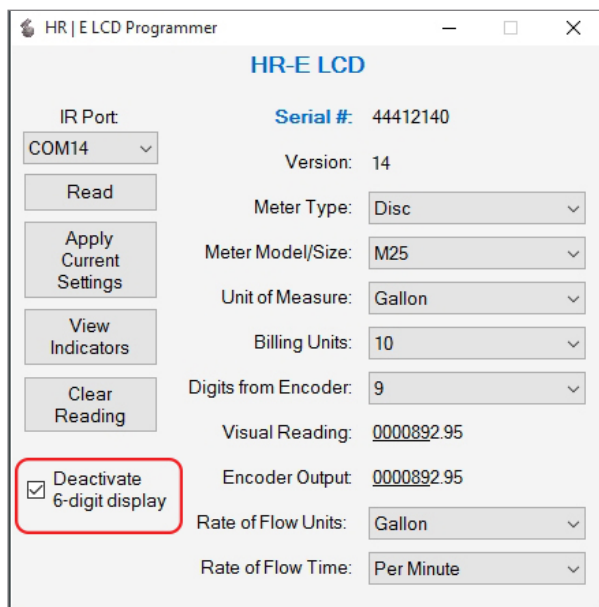 HR | E LCD Programmer
HR-E LCD
IR Port:
COM14
Read
Apply
Current
Settings
View
Indicators
Clear
Reading
Deactivate
6-digit display
Serial #: 44412140
Version: 14
Meter Type: Disc
Meter Model/Size: M25
Unit of Measure: Gallon
Billing Units: 10
Digits from Encoder: 9
Visual Reading: 0000892.95
Encoder Output: 0000892.95
Rate of Flow Units: Gallon
Rate of Flow Time: Per Minute